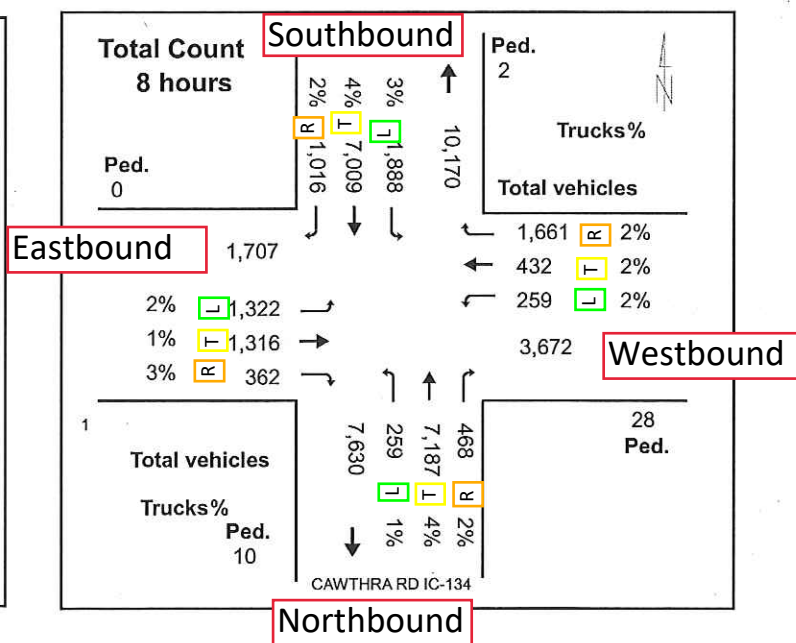 Total Count
8 hours
Southbound
Ped.
2
N
Trucks%
Total vehicles
Ped.
0
2% R 1,016
4% T 7,009
3% L 1,888
10,170
Eastbound
1,707
1,661 R 2%
432 T 2%
259 L 2%
2% L 1,322
1% T 1,316
3% R 362
3,672
Westbound
1
Total vehicles
Trucks%
Ped.
10
7,630
259 L 1%
7,187 T 4%
468 R 2%
28
Ped.
CAWTHRA RD IC-134
Northbound